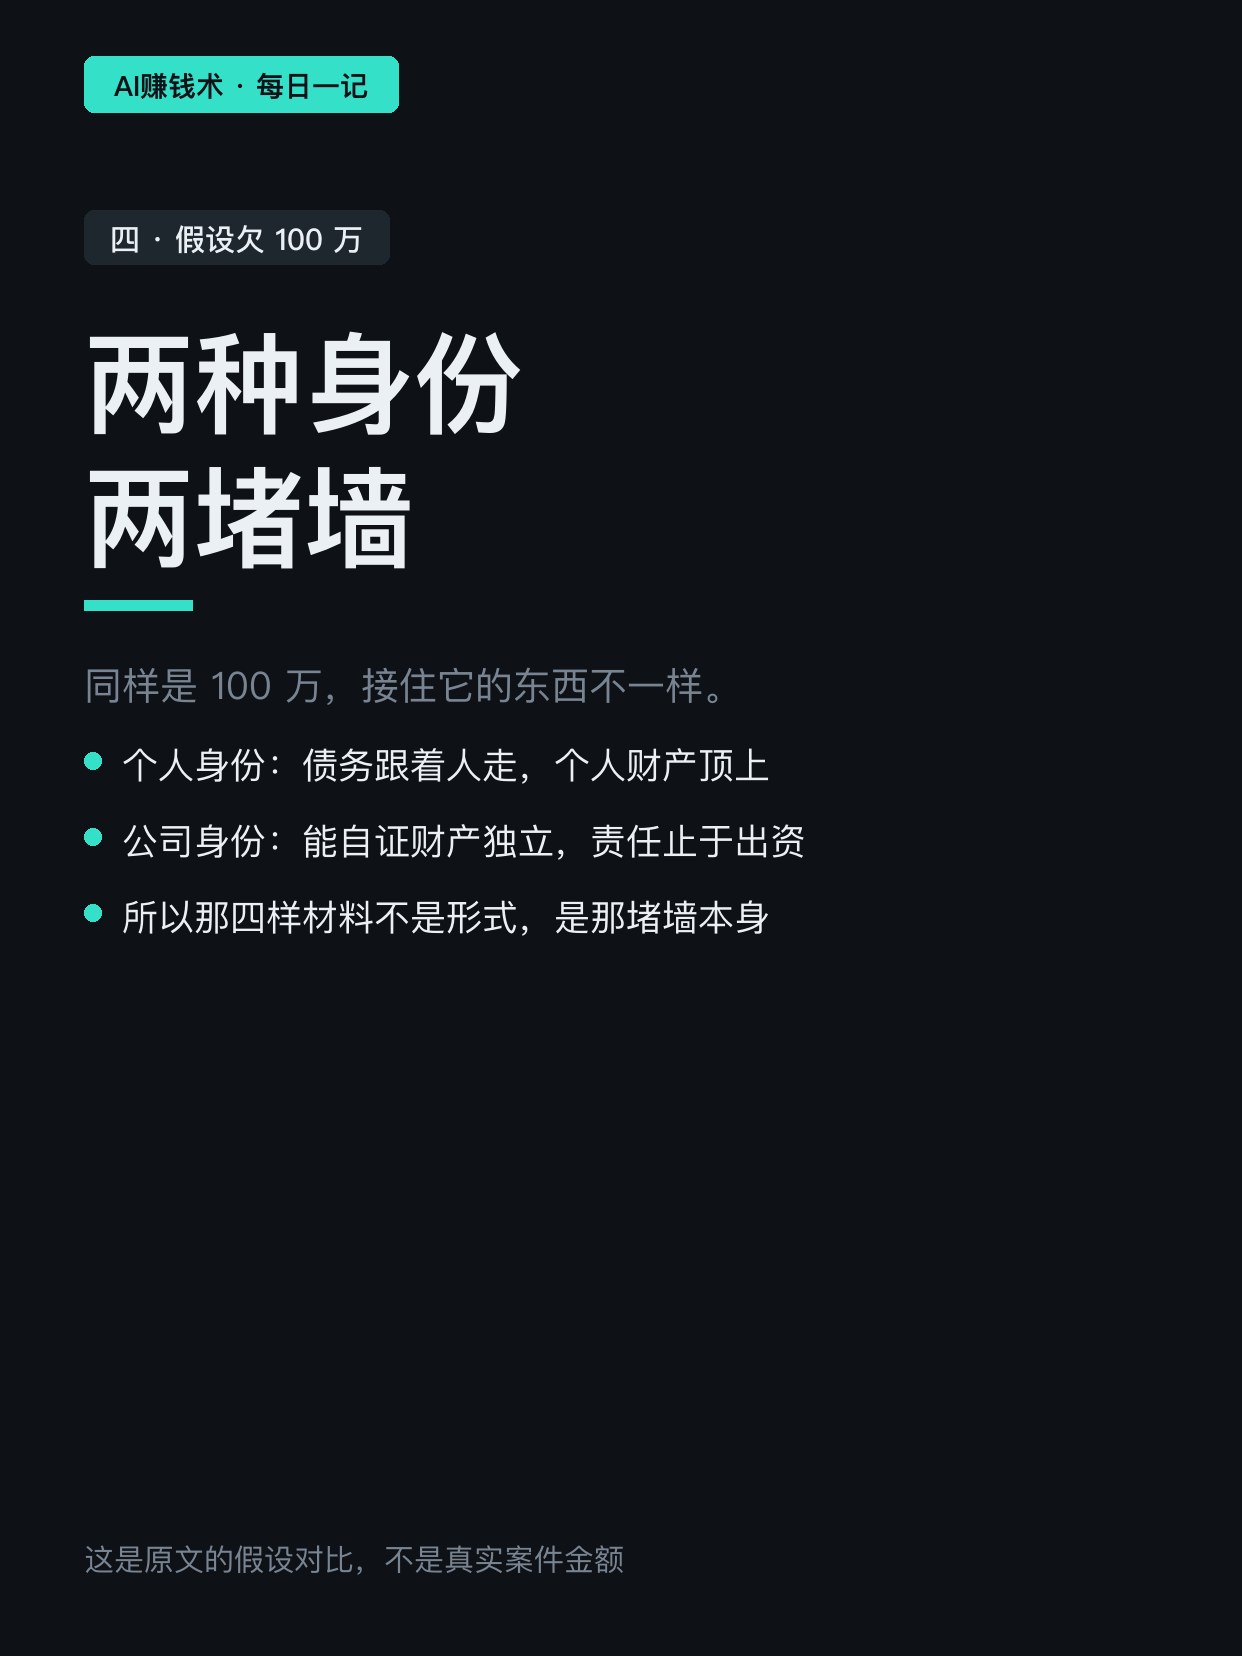 AI赚钱术 · 每日一记
四 · 假设欠 100 万
两种身份
两堵墙
同样是 100 万，接住它的东西不一样。
个人身份：债务跟着人走，个人财产顶上
公司身份：能自证财产独立，责任止于出资
所以那四样材料不是形式，是那堵墙本身
这是原文的假设对比，不是真实案件金额